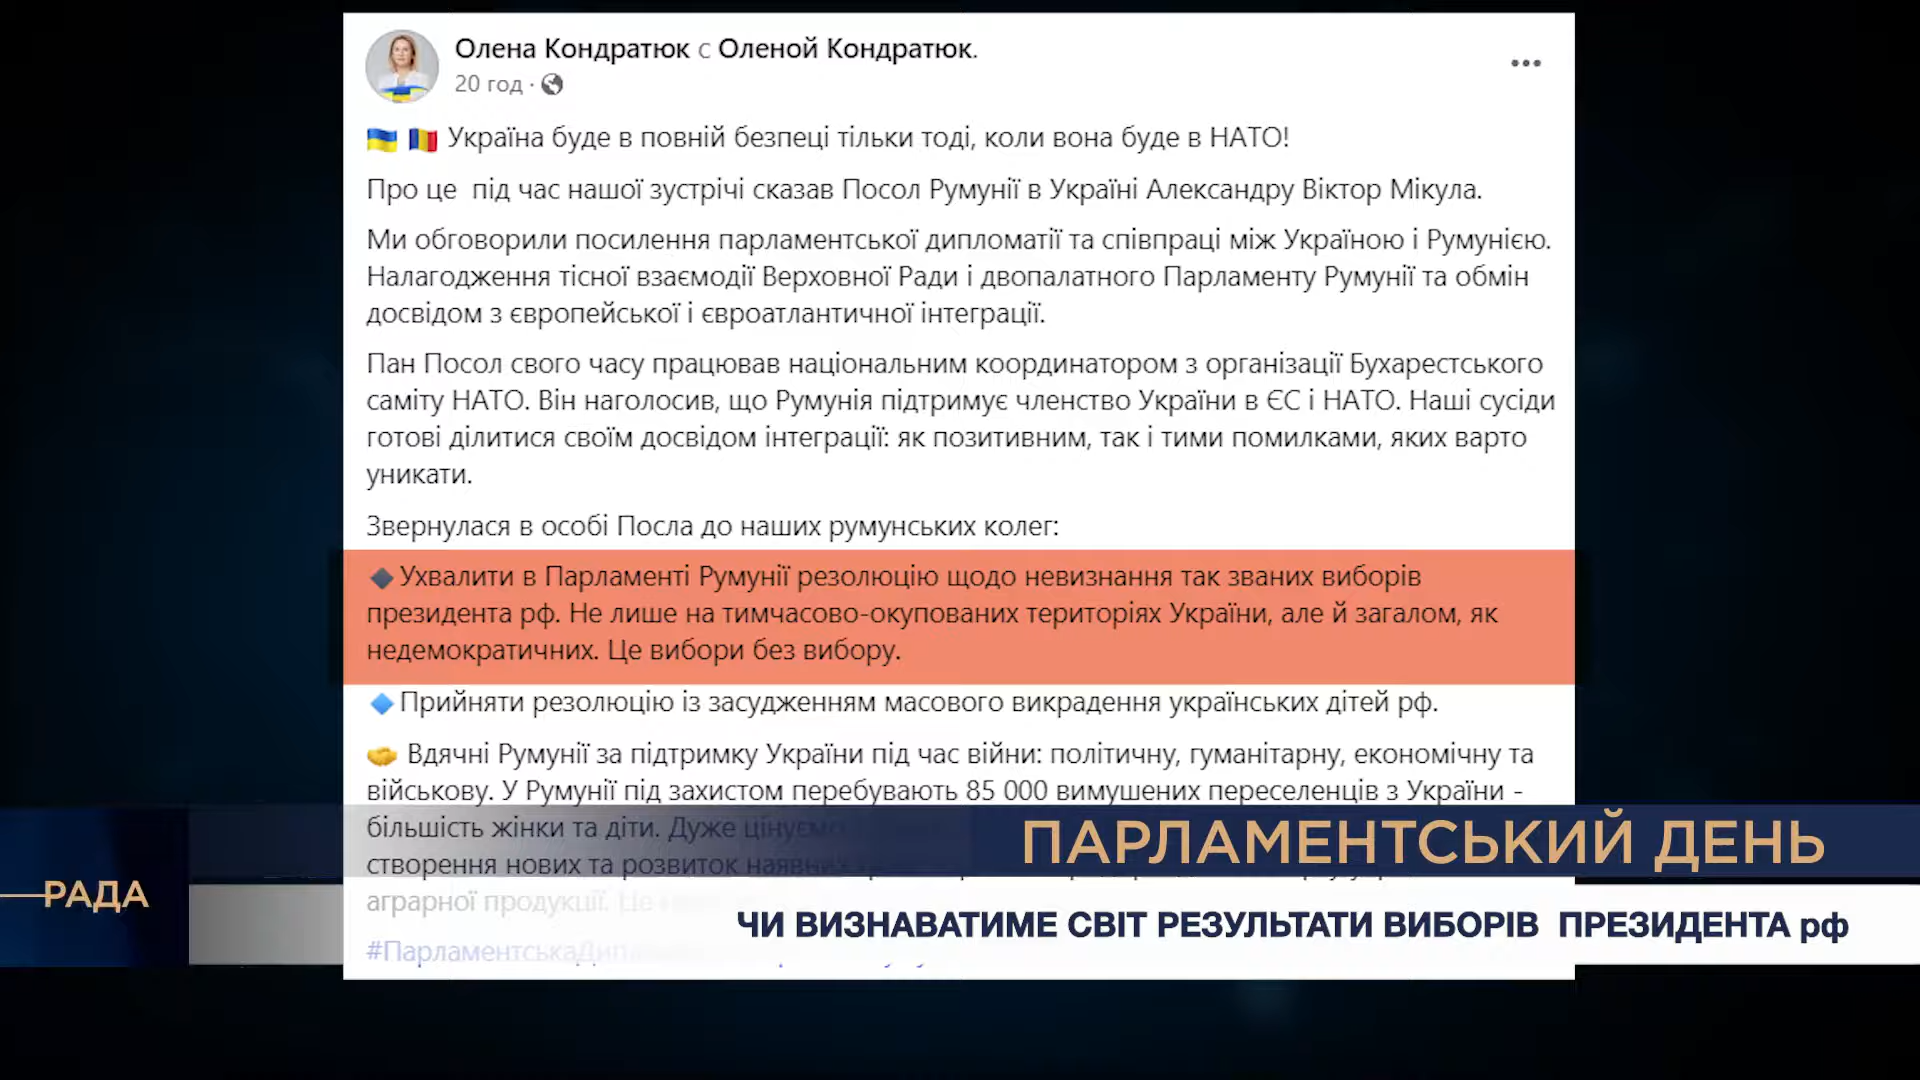 Олена Кондратюк с Оленой Кондратюк.
20 год ·
Україна буде в повній безпеці тільки тоді, коли вона буде в НАТО!
Про це під час нашої зустрічі сказав Посол Румунії в Україні Александру Віктор Мікула.
Ми обговорили посилення парламентської дипломатії та співпраці між Україною і Румунією.
Налагодження тісної взаємодії Верховної Ради і двопалатного Парламенту Румунії та обмін
досвідом з європейської і євроатлантичної інтеграції.
Пан Посол свого часу працював національним координатором з організації Бухарестського
саміту НАТО. Він наголосив, що Румунія підтримує членство України в ЄС і НАТО. Наші сусіди
готові ділитися своїм досвідом інтеграції: як позитивним, так і тими помилками, яких варто
уникати.
Звернулася в особі Посла до наших румунських колег:
Ухвалити в Парламенті Румунії резолюцію щодо невизнання так званих виборів
президента рф. Не лише на тимчасово-окупованих територіях України, але й загалом, як
недемократичних. Це вибори без вибору.
Прийняти резолюцію із засудженням масового викрадення українських дітей рф.
Вдячні Румунії за підтримку України під час війни: політичну, гуманітарну, економічну та
військову. У Румунії під захистом перебувають 85 000 вимушених переселенців з України -
більшість жінки та діти. Дуже цінуємо
створення нових та розвиток наявних
аграрної продукції. Це
ПАРЛАМЕНТСЬКИЙ ДЕНЬ
РАДА
ЧИ ВИЗНАВАТИМЕ СВІТ РЕЗУЛЬТАТИ ВИБОРІВ ПРЕЗИДЕНТА рф